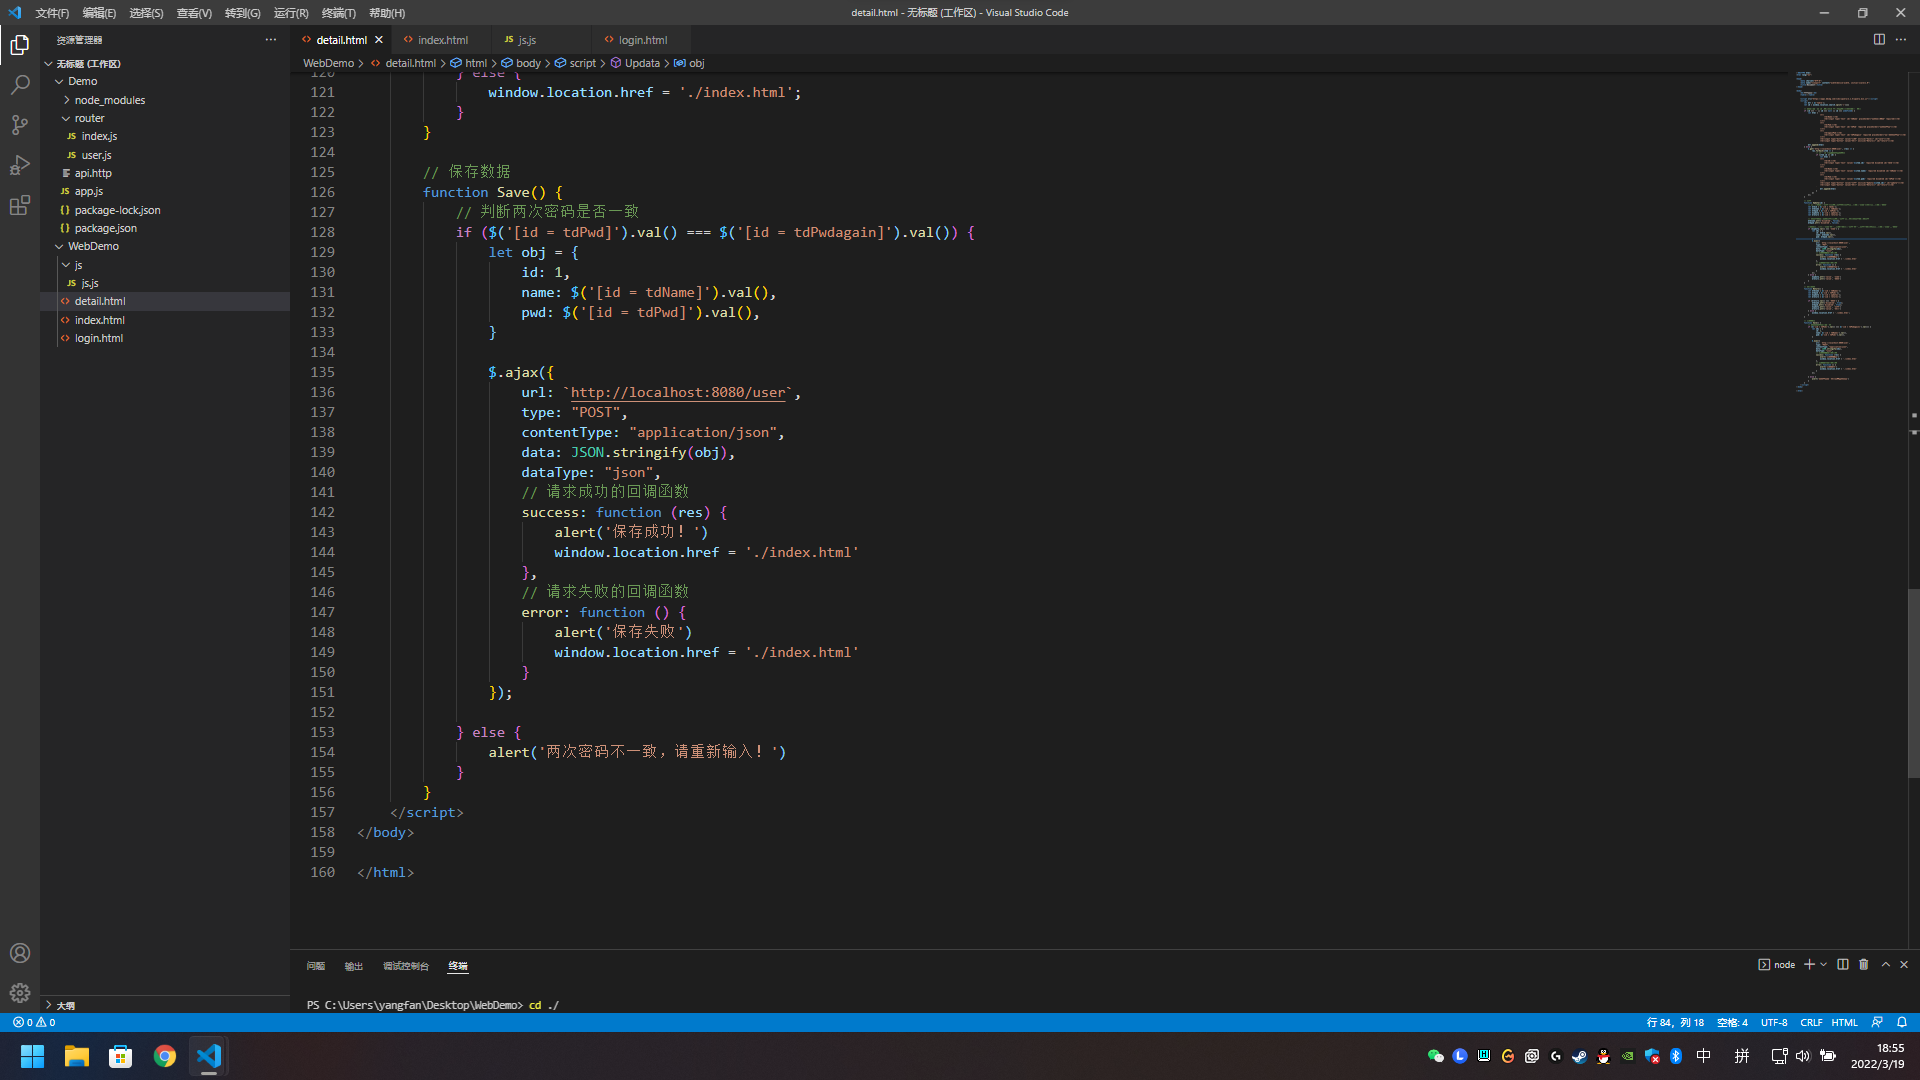 文件(F) 编辑(E) 选择(S) 查看(V) 转到(G) 运行(R) 终端(T) 帮助(H)
detail.html - 无标题 (工作区) - Visual Studio Code
资源管理器
无标题 (工作区)
Demo
node_modules
router
JS index.js
JS user.js
api.http
JS app.js
{} package-lock.json
{} package.json
WebDemo
js
JS js.js
<> detail.html
<> index.html
<> login.html
大纲
<> detail.html <> index.html JS js.js <> login.html
WebDemo > <> detail.html > html > body > script > Updata > obj
120 } else {
121 window.location.href = './index.html';
122 }
123 }
124
125 // 保存数据
126 function Save() {
127 // 判断两次密码是否一致
128 if ($('[id = tdPwd]').val() === $('[id = tdPwdagain]').val()) {
129 let obj = {
130 id: 1,
131 name: $('[id = tdName]').val(),
132 pwd: $('[id = tdPwd]').val(),
133 }
134
135 $.ajax({
136 url: `http://localhost:8080/user`,
137 type: "POST",
138 contentType: "application/json",
139 data: JSON.stringify(obj),
140 dataType: "json",
141 // 请求成功的回调函数
142 success: function (res) {
143 alert('保存成功！')
144 window.location.href = './index.html'
145 },
146 // 请求失败的回调函数
147 error: function () {
148 alert('保存失败')
149 window.location.href = './index.html'
150 }
151 });
152
153 } else {
154 alert('两次密码不一致，请重新输入！')
155 }
156 }
157 </script>
158 </body>
159
160 </html>
问题 输出 调试控制台 终端
node
PS C:\Users\yangfan\Desktop\WebDemo> cd ./
0 0
行 84，列 18 空格: 4 UTF-8 CRLF HTML
中 拼
18:55
2022/3/19